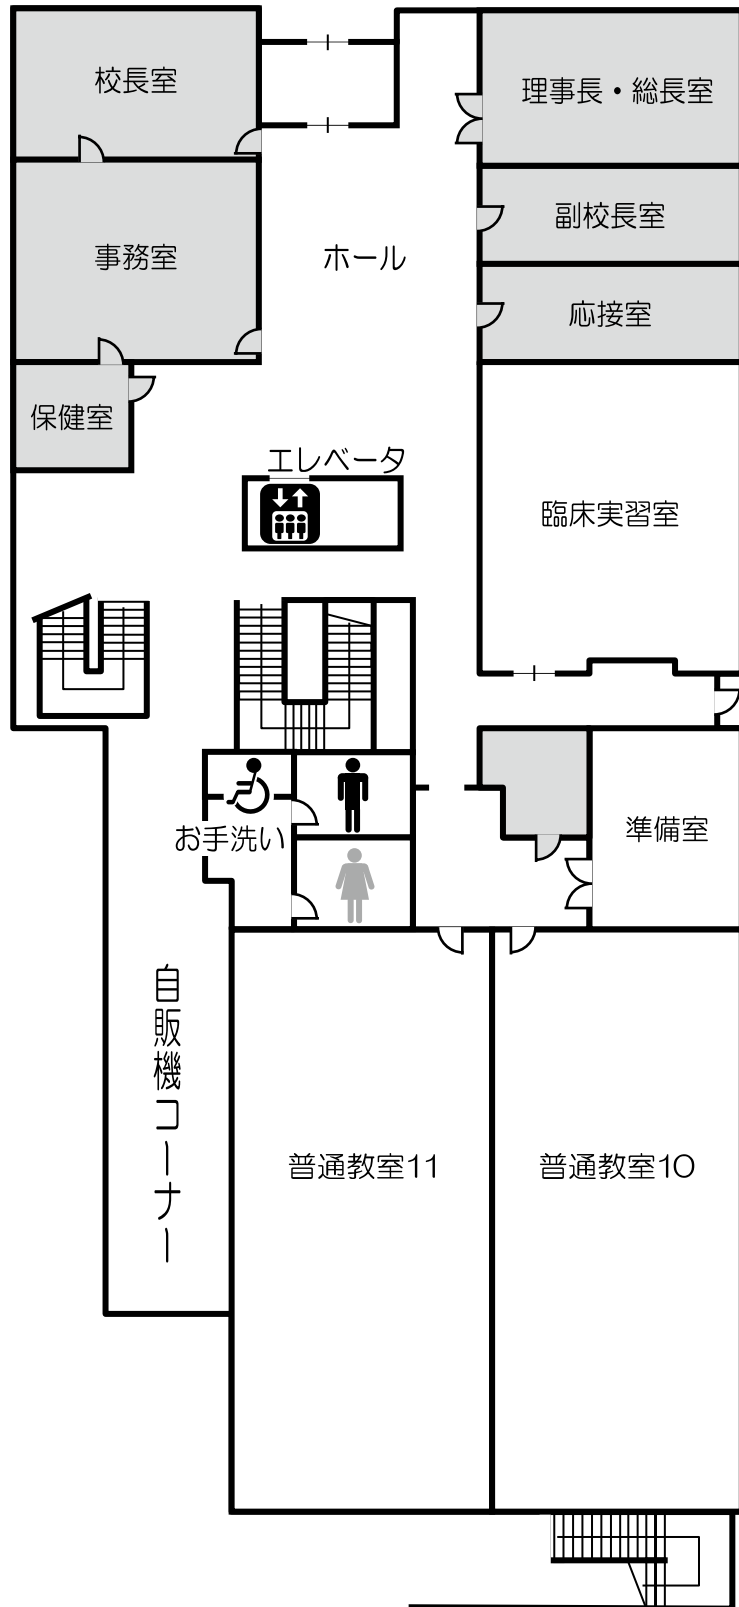 校長室
理事長・総長室
副校長室
事務室
ホール
応接室
保健室
エレベータ
臨床実習室
お手洗い
準備室
自販機コーナー
普通教室11
普通教室10